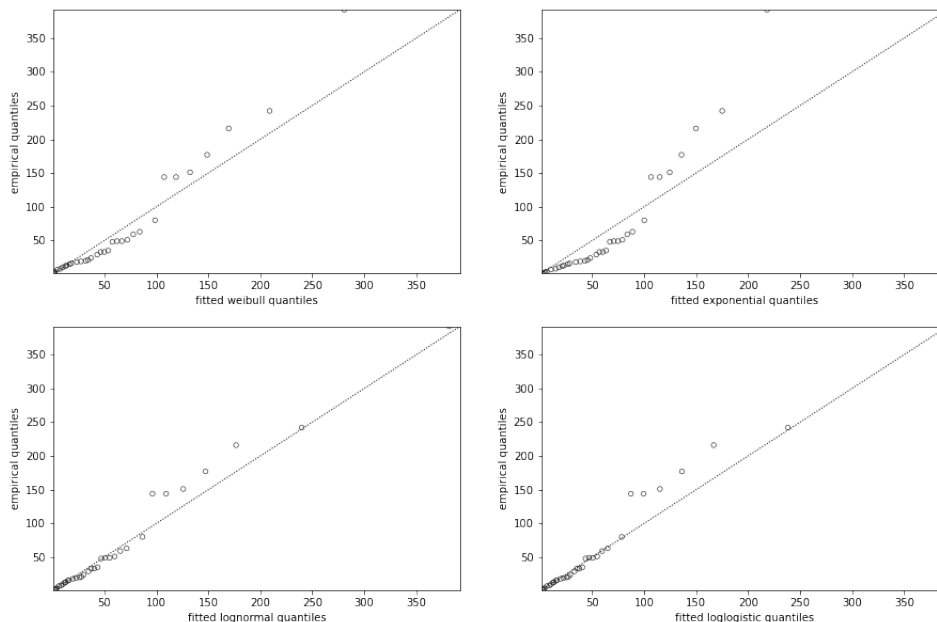 350
300
250
200
150
100
50
empirical quantiles
50 100 150 200 250 300 350
fitted weibull quantiles
350
300
250
200
150
100
50
empirical quantiles
50 100 150 200 250 300 350
fitted exponential quantiles
350
300
250
200
150
100
50
empirical quantiles
50 100 150 200 250 300 350
fitted lognormal quantiles
350
300
250
200
150
100
50
empirical quantiles
50 100 150 200 250 300 350
fitted loglogistic quantiles